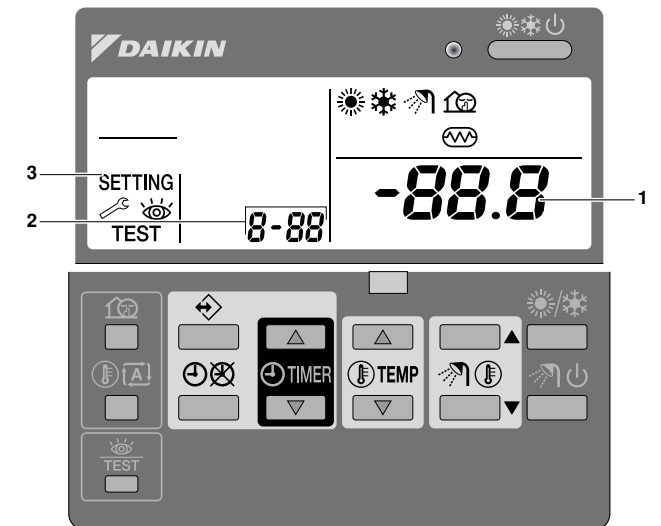 DAIKIN
3
SETTING
-88.8
1
2
8-88
TEST
A
TIMER
TEMP
TEST